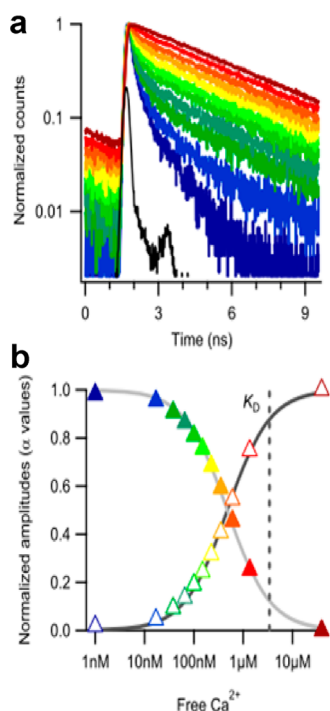 a
Normalized counts
1
0.1
0.01
0 3 6 9
Time (ns)
b
Normalized amplitudes (α values)
1.0
0.8
0.6
0.4
0.2
0.0
K_D
1nM 10nM 100nM 1µM 10µM
Free Ca²⁺